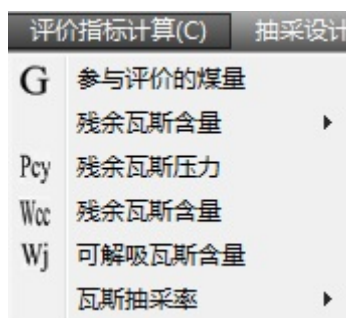 评价指标计算(C) 抽采设计
G 参与评价的煤量
残余瓦斯含量
Pcy 残余瓦斯压力
Wcc 残余瓦斯含量
Wj 可解吸瓦斯含量
瓦斯抽采率